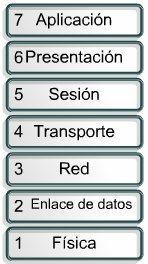 7 Aplicación
6 Presentación
5 Sesión
4 Transporte
3 Red
2 Enlace de datos
1 Física